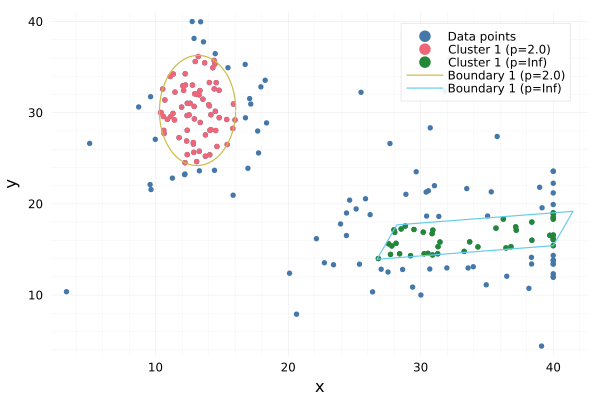 40
30
20
10
y
10
20
30
40
x
Data points
Cluster 1 (p=2.0)
Cluster 1 (p=Inf)
Boundary 1 (p=2.0)
Boundary 1 (p=Inf)